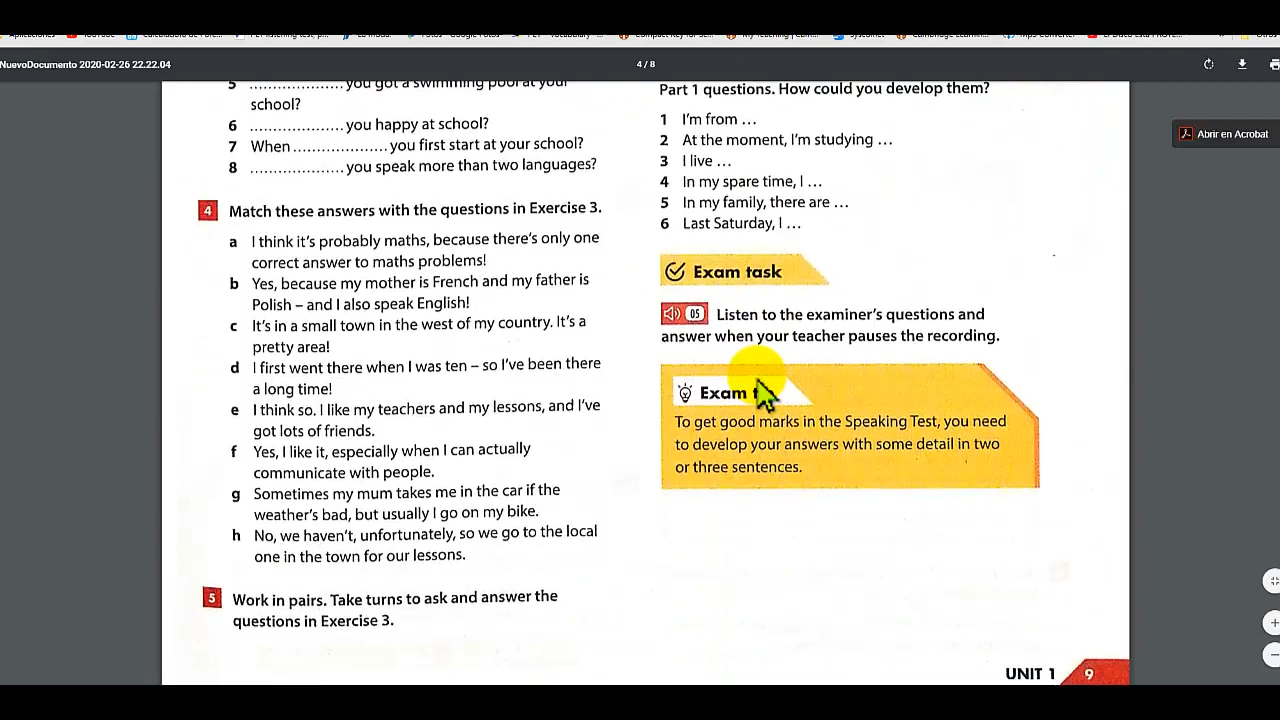 NuevoDocumento 2020-02-26 22.22.04
4 / 8
Abrir en Acrobat
5 .................... you got a swimming pool at your
school?
6 .................... you happy at school?
7 When .................... you first start at your school?
8 .................... you speak more than two languages?
4 Match these answers with the questions in Exercise 3.
a I think it's probably maths, because there's only one
correct answer to maths problems!
b Yes, because my mother is French and my father is
Polish – and I also speak English!
c It's in a small town in the west of my country. It's a
pretty area!
d I first went there when I was ten – so I've been there
a long time!
e I think so. I like my teachers and my lessons, and I've
got lots of friends.
f Yes, I like it, especially when I can actually
communicate with people.
g Sometimes my mum takes me in the car if the
weather's bad, but usually I go on my bike.
h No, we haven't, unfortunately, so we go to the local
one in the town for our lessons.
5 Work in pairs. Take turns to ask and answer the
questions in Exercise 3.
Part 1 questions. How could you develop them?
1 I'm from ...
2 At the moment, I'm studying ...
3 I live ...
4 In my spare time, I ...
5 In my family, there are ...
6 Last Saturday, I ...
Exam task
05 Listen to the examiner's questions and
answer when your teacher pauses the recording.
Exam
To get good marks in the Speaking Test, you need
to develop your answers with some detail in two
or three sentences.
UNIT 1 9